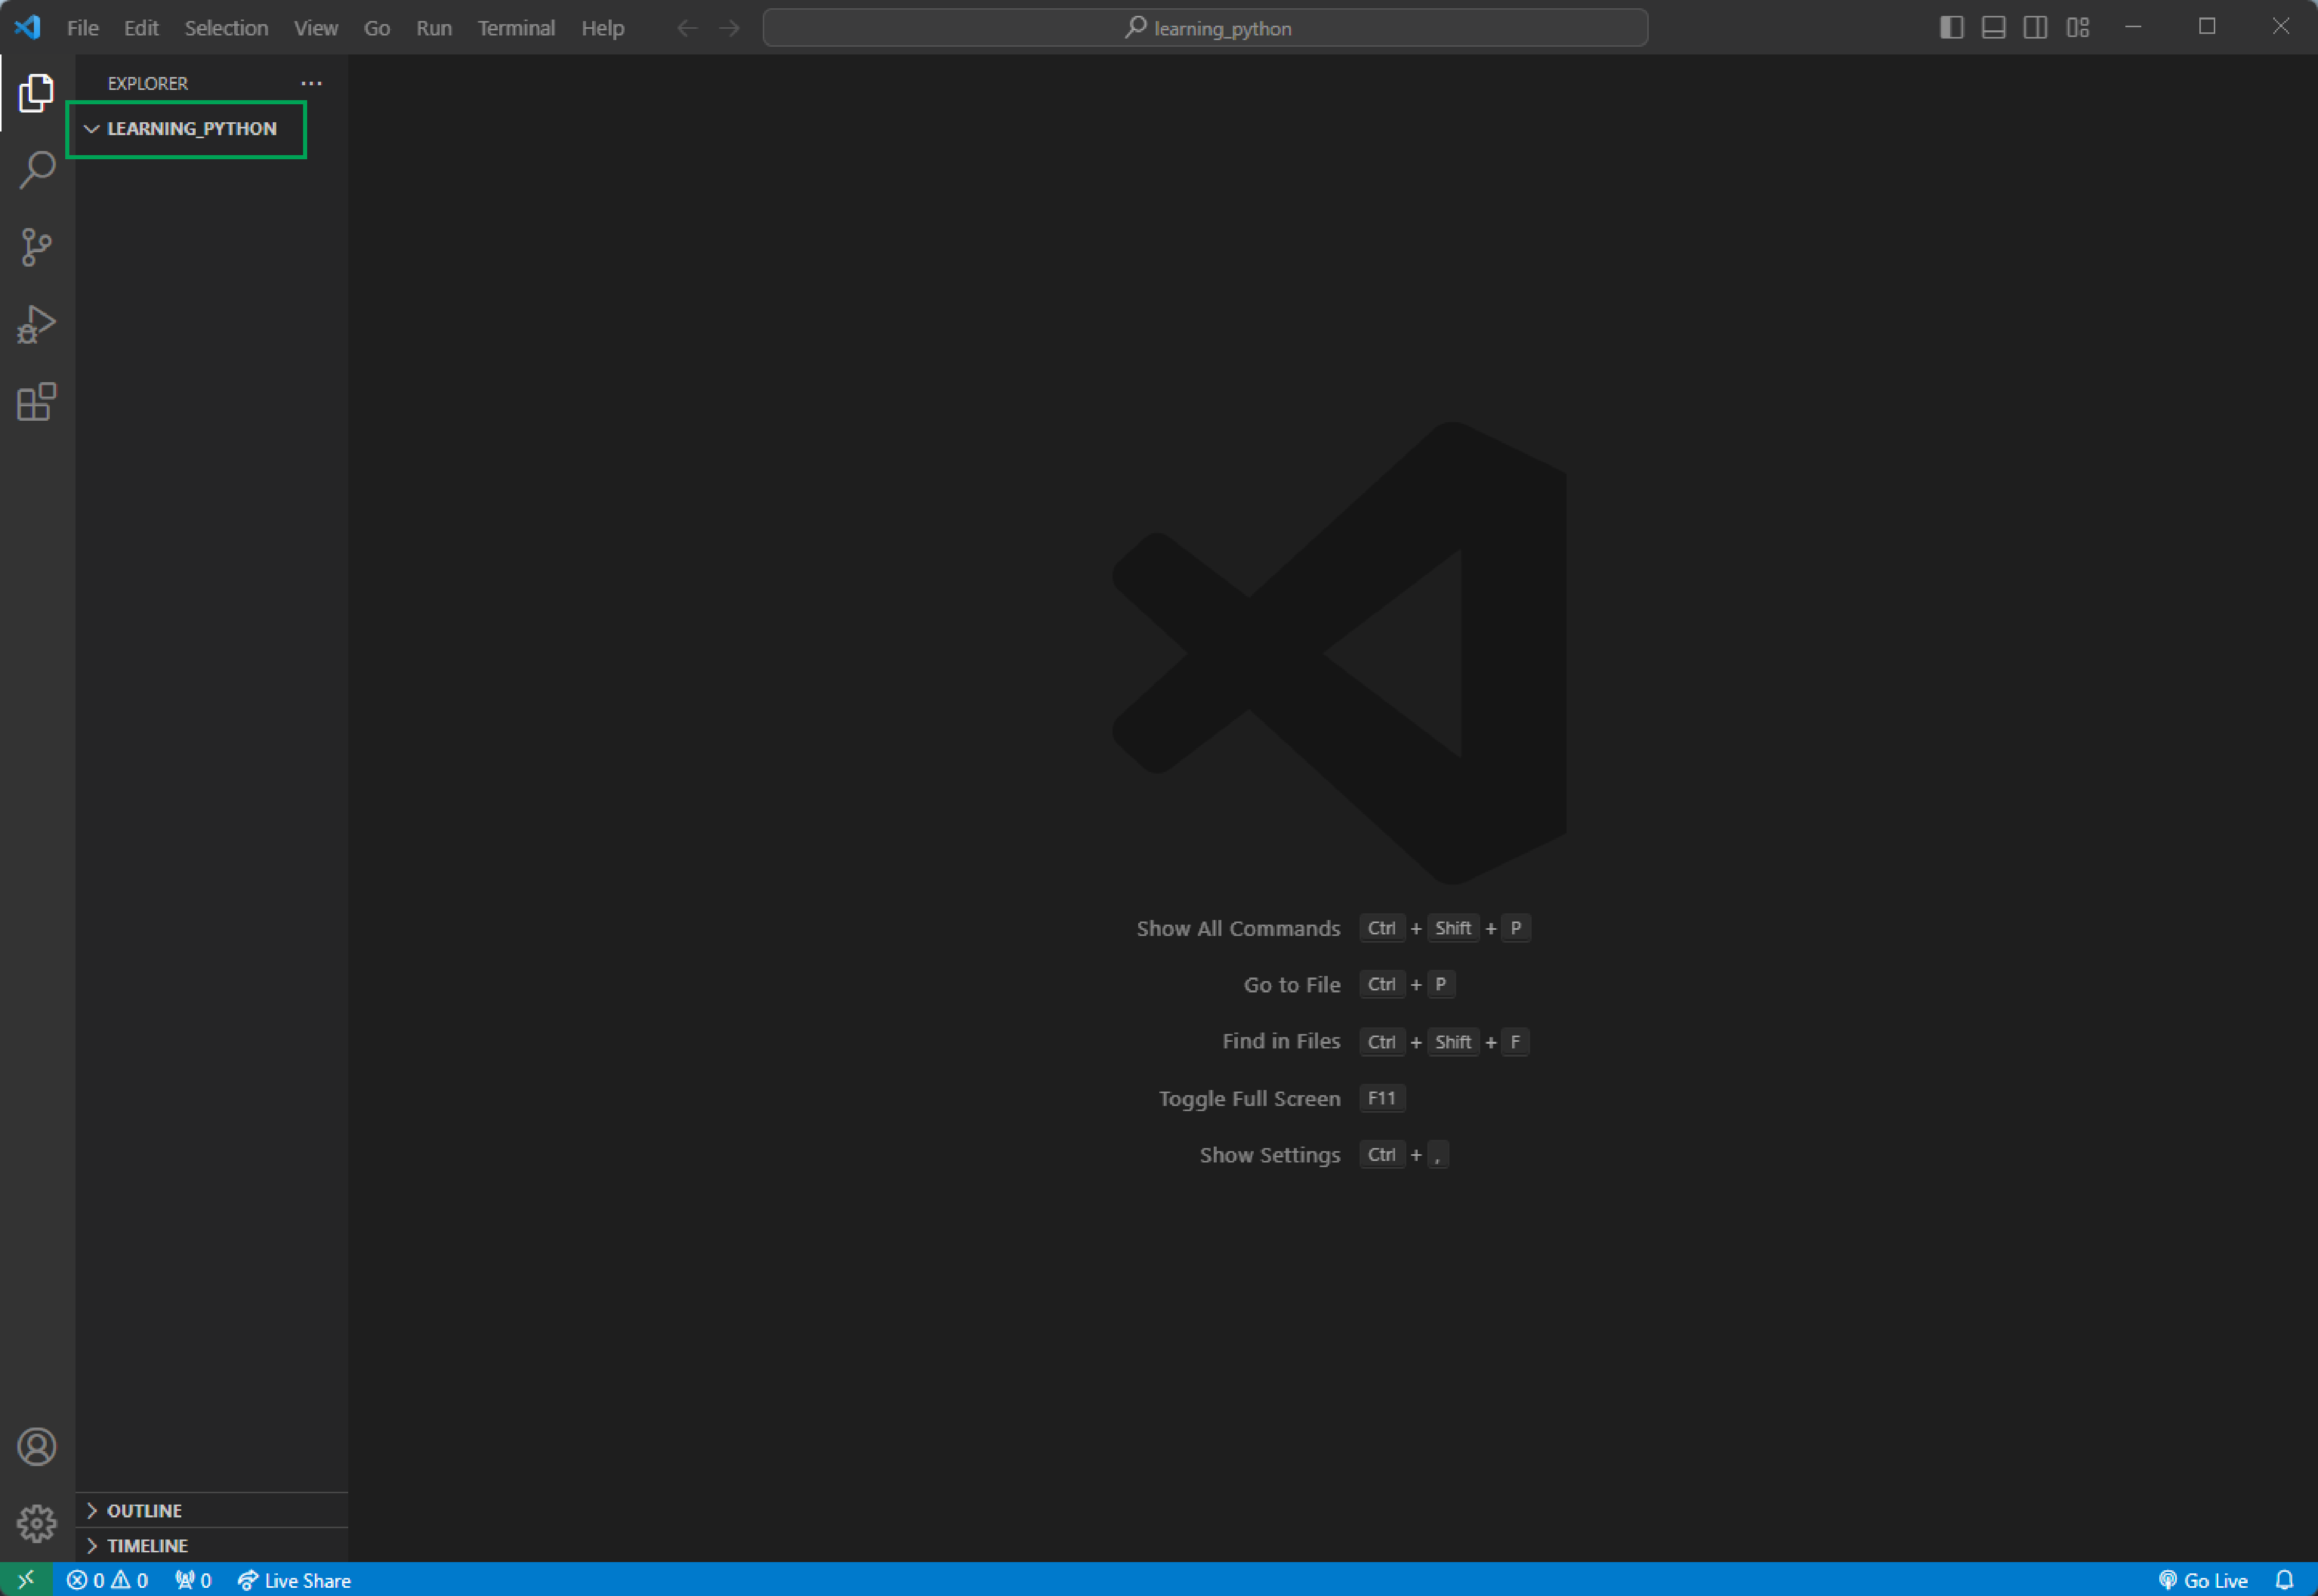 File Edit Selection View Go Run Terminal Help learning_python
EXPLORER
LEARNING_PYTHON
Show All Commands Ctrl + Shift + P
Go to File Ctrl + P
Find in Files Ctrl + Shift + F
Toggle Full Screen F11
Show Settings Ctrl + ,
OUTLINE
TIMELINE
0 0 0 Live Share Go Live